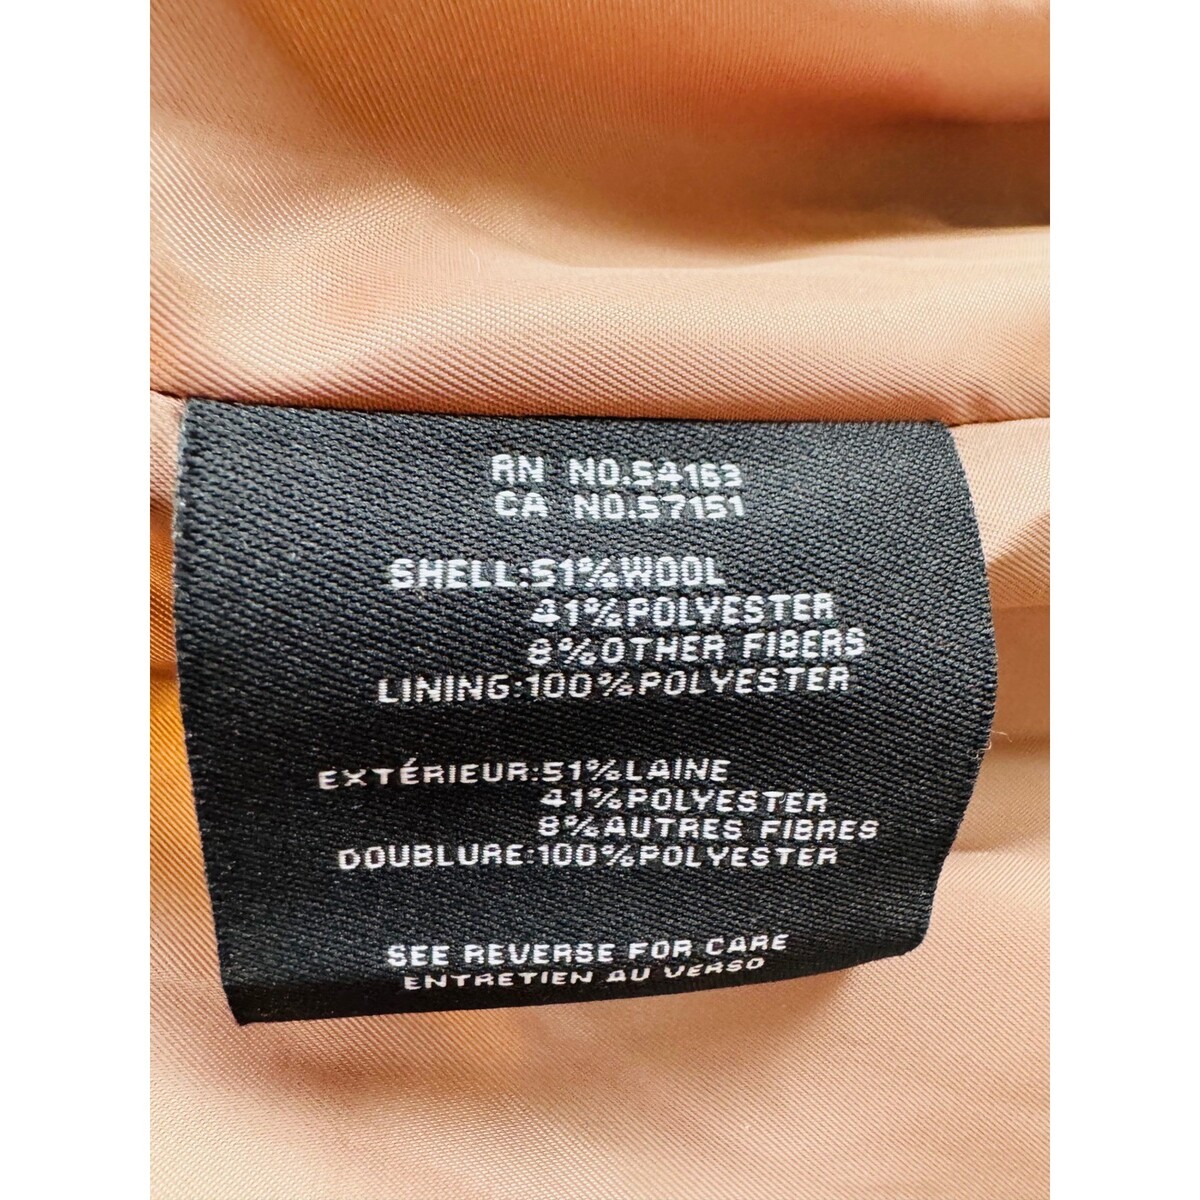 RN NO.54163
CA NO.57151
SHELL:51%WOOL
41%POLYESTER
8%OTHER FIBERS
LINING:100%POLYESTER
EXTÉRIEUR:51%LAINE
41%POLYESTER
8%AUTRES FIBRES
DOUBLURE:100%POLYESTER
SEE REVERSE FOR CARE
ENTRETIEN AU VERSO